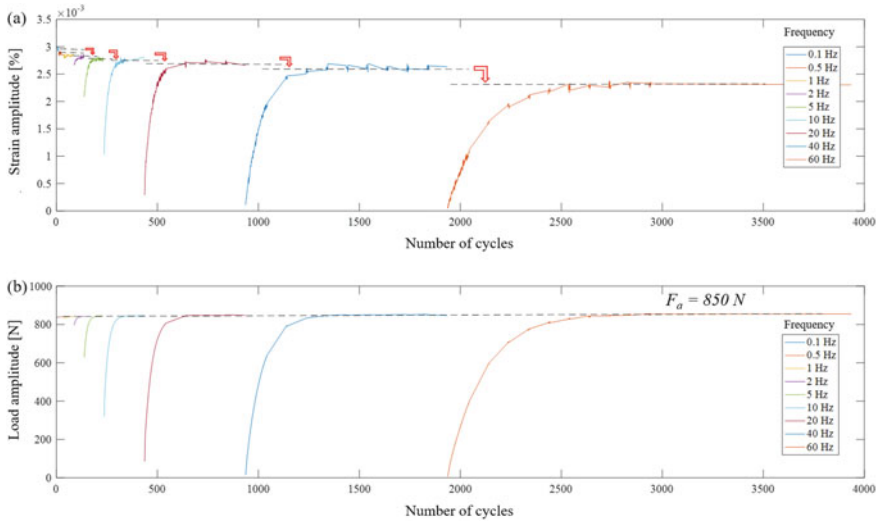 (a)
×10⁻³
3.5
3
2.5
2
1.5
1
0.5
0
Strain amplitude [%]
0 500 1000 1500 2000 2500 3000 3500 4000
Number of cycles
Frequency
0.1 Hz
0.5 Hz
1 Hz
2 Hz
5 Hz
10 Hz
20 Hz
40 Hz
60 Hz
(b)
1000
800
600
400
200
0
Load amplitude [N]
Fₐ = 850 N
0 500 1000 1500 2000 2500 3000 3500 4000
Number of cycles
Frequency
0.1 Hz
0.5 Hz
1 Hz
2 Hz
5 Hz
10 Hz
20 Hz
40 Hz
60 Hz